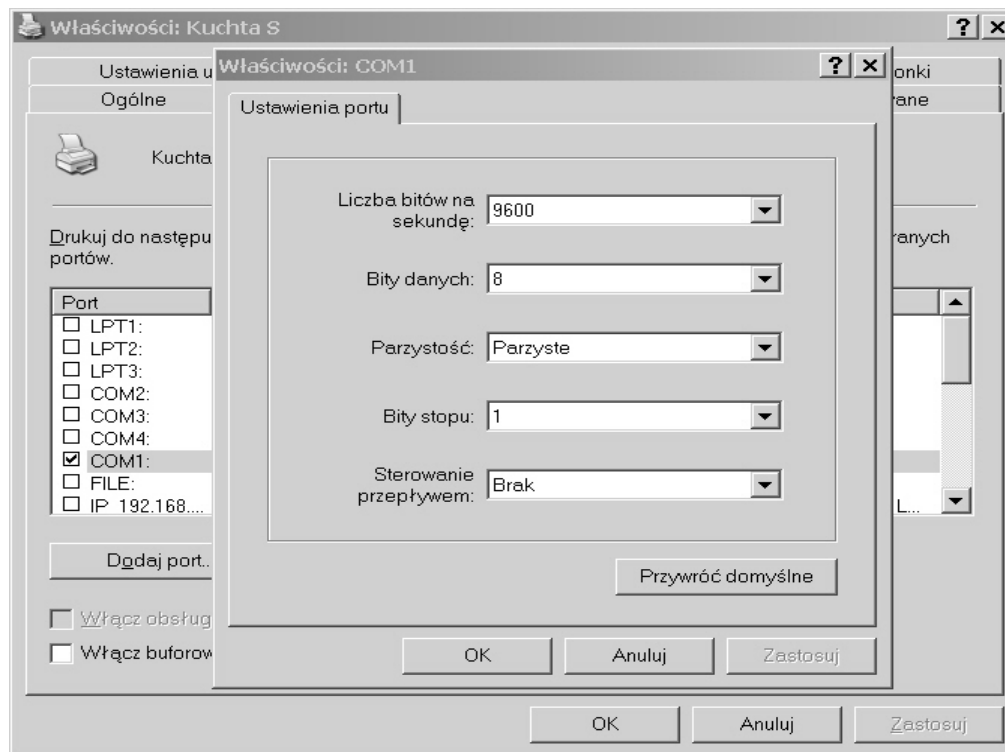 Właściwości: Kuchta S
Ustawienia u
onki
Ogólne
ane
Kuchta
Drukuj do następu
ranych
portów.
Port
LPT1:
LPT2:
LPT3:
COM2:
COM3:
COM4:
COM1:
FILE:
IP_192.168....
L...
Dodaj port..
Włącz obsług
Włącz buforow
OK
Anuluj
Zastosuj
Właściwości: COM1
Ustawienia portu
Liczba bitów na
sekundę:
9600
Bity danych:
8
Parzystość:
Parzyste
Bity stopu:
1
Sterowanie
przepływem:
Brak
Przywróć domyślne
OK
Anuluj
Zastosuj